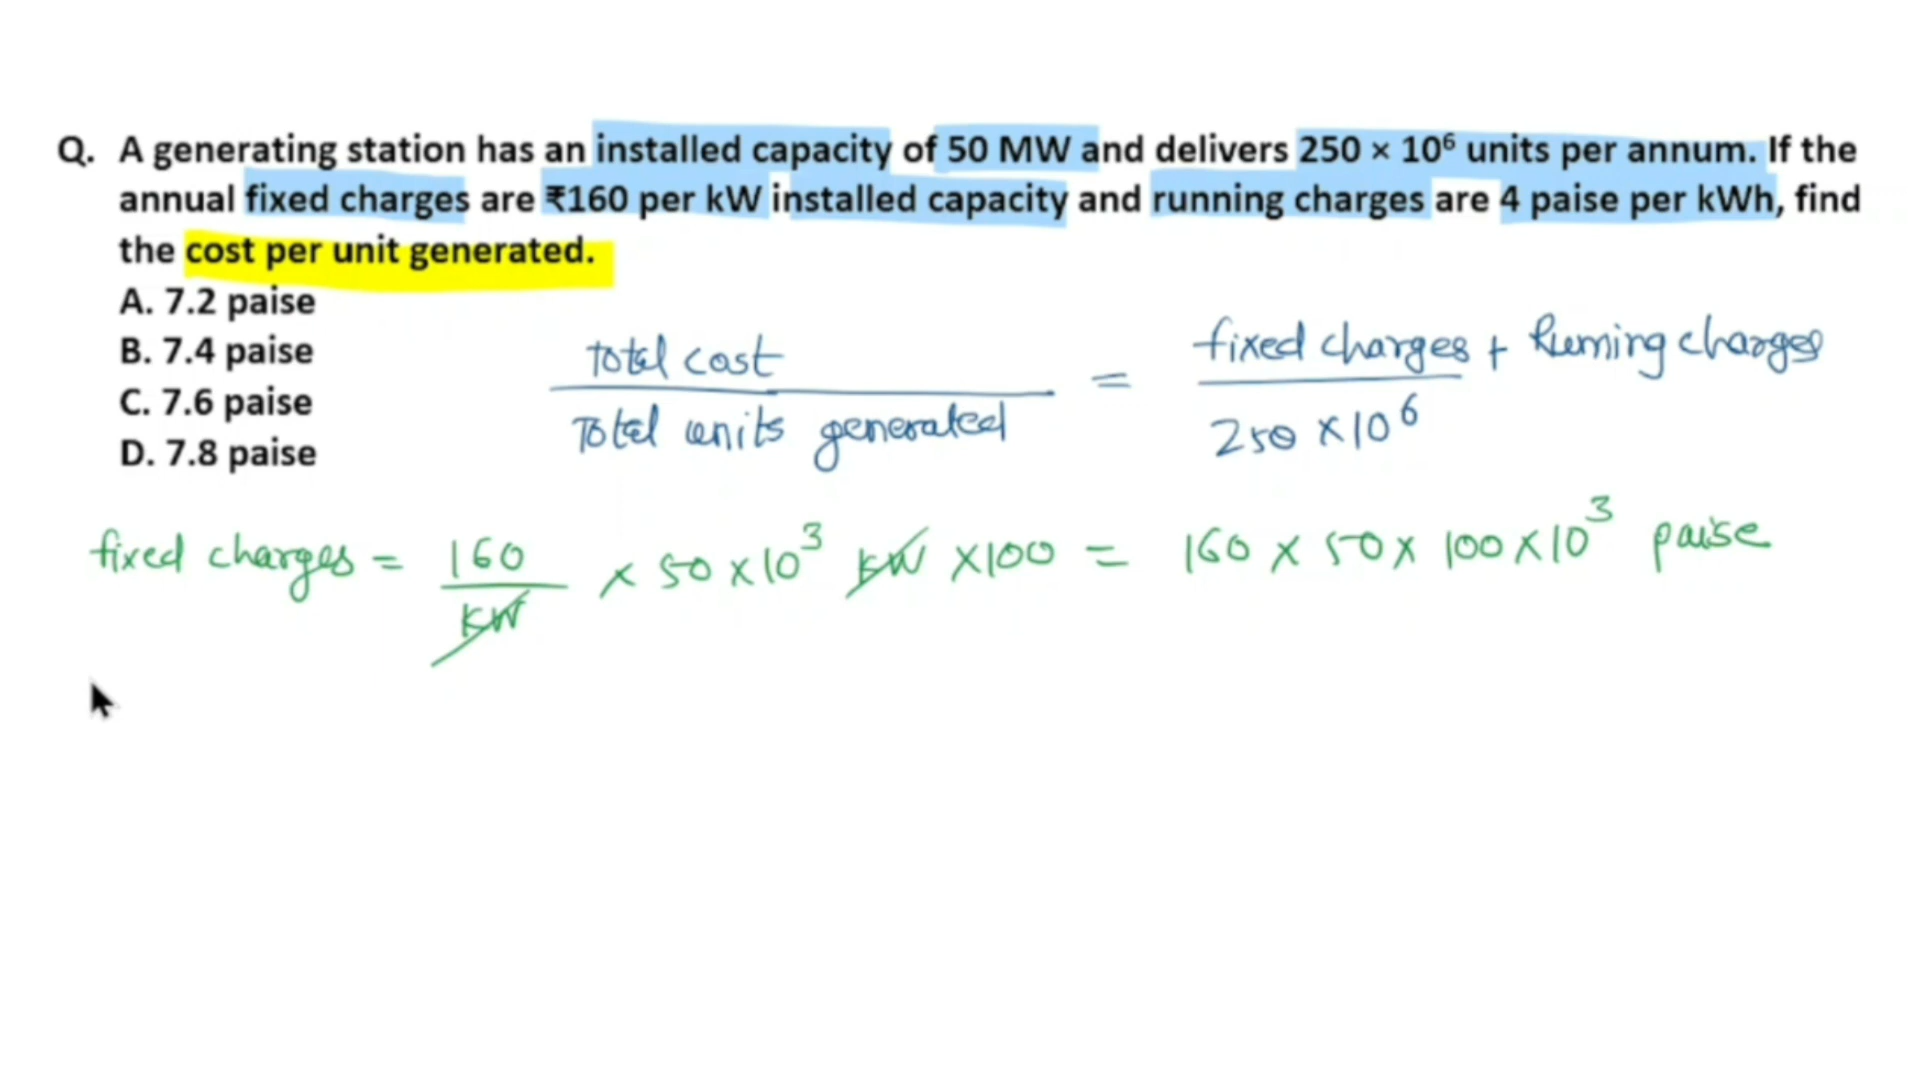 Q. A generating station has an installed capacity of 50 MW and delivers 250 × 10⁶ units per annum. If the
annual fixed charges are ₹160 per kW installed capacity and running charges are 4 paise per kWh, find
the cost per unit generated.
A. 7.2 paise
B. 7.4 paise
C. 7.6 paise
D. 7.8 paise
Total cost
Total units generated
=
fixed charges + Running charges
250 × 10⁶
fixed charges = 160 / kW × 50 × 10³ kW × 100 = 160 × 50 × 100 × 10³ paise